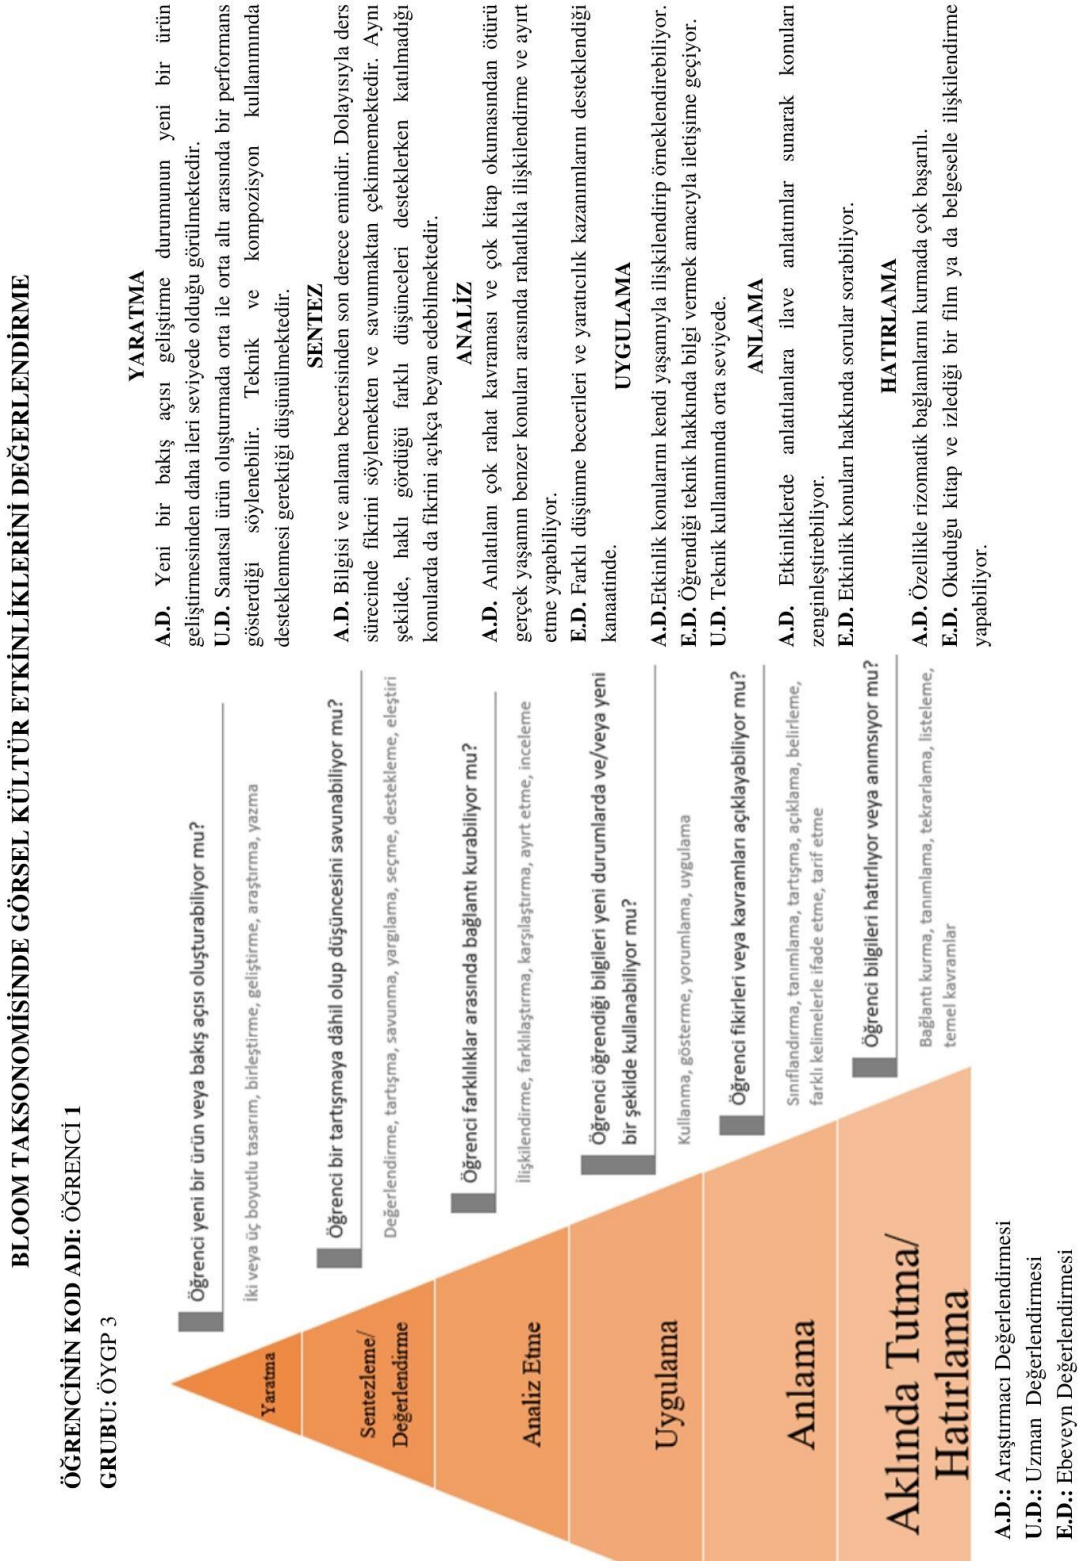 BLOOM TAKSONOMİSİNDE GÖRSEL KÜLTÜR ETKİNLİKLERİNİ DEĞERLENDİRME
ÖĞRENCİNİN KOD ADI: ÖĞRENCİ 1
GRUBU: ÖYGP 3
Yaratma
Sentezleme/
Değerlendirme
Analiz Etme
Uygulama
Anlama
Aklında Tutma/
Hatırlama
Öğrenci yeni bir ürün veya bakış açısı oluşturabiliyor mu?
İki veya üç boyutlu tasarım, birleştirme, geliştirme, araştırma, yazma
Öğrenci bir tartışmaya dâhil olup düşüncesini savunabiliyor mu?
Değerlendirme, tartışma, savunma, yargılama, seçme, destekleme, eleştiri
Öğrenci farklılıklar arasında bağlantı kurabiliyor mu?
İlişkilendirme, farklılaştırma, karşılaştırma, ayırt etme, inceleme
Öğrenci öğrendiği bilgileri yeni durumlarda ve/veya yeni
bir şekilde kullanabiliyor mu?
Kullanma, gösterme, yorumlama, uygulama
Öğrenci fikirleri veya kavramları açıklayabiliyor mu?
Sınıflandırma, tanımlama, tartışma, açıklama, belirleme,
farklı kelimelerle ifade etme, tarif etme
Öğrenci bilgileri hatırlıyor veya anımsıyor mu?
Bağlantı kurma, tanımlama, tekrarlama, listeleme,
temel kavramlar
YARATMA
A.D. Yeni bir bakış açısı geliştirme durumunun yeni bir ürün
geliştirmesinden daha ileri seviyede olduğu görülmektedir.
U.D. Sanatsal ürün oluşturmada orta ile orta altı arasında bir performans
gösterdiği söylenebilir. Teknik ve kompozisyon kullanımında
desteklenmesi gerektiği düşünülmektedir.
SENTEZ
A.D. Bilgisi ve anlama becerisinden son derece emindir. Dolayısıyla ders
sürecinde fikrini söylemekten ve savunmaktan çekinmemektedir. Aynı
şekilde, haklı gördüğü farklı düşünceleri desteklerken katılmadığı
konularda da fikrini açıkça beyan edebilmektedir.
ANALİZ
A.D. Anlatılanı çok rahat kavraması ve çok kitap okumasından ötürü
gerçek yaşamın benzer konuları arasında rahatlıkla ilişkilendirme ve ayırt
etme yapabiliyor.
E.D. Farklı düşünme becerileri ve yaratıcılık kazanımlarını desteklendiği
kanaatinde.
UYGULAMA
A.D.Etkinlik konularını kendi yaşamıyla ilişkilendirip örneklendirebiliyor.
E.D. Öğrendiği teknik hakkında bilgi vermek amacıyla iletişime geçiyor.
U.D. Teknik kullanımında orta seviyede.
ANLAMA
A.D. Etkinliklerde anlatılanlara ilave anlatımlar sunarak konuları
zenginleştirebiliyor.
E.D. Etkinlik konuları hakkında sorular sorabiliyor.
HATIRLAMA
A.D. Özellikle rizomatik bağlanlarını kurmada çok başarılı.
E.D. Okuduğu kitap ve izlediği bir film ya da belgeselle ilişkilendirme
yapabiliyor.
A.D.: Araştırmacı Değerlendirmesi
U.D.: Uzman Değerlendirmesi
E.D.: Ebeveyn Değerlendirmesi